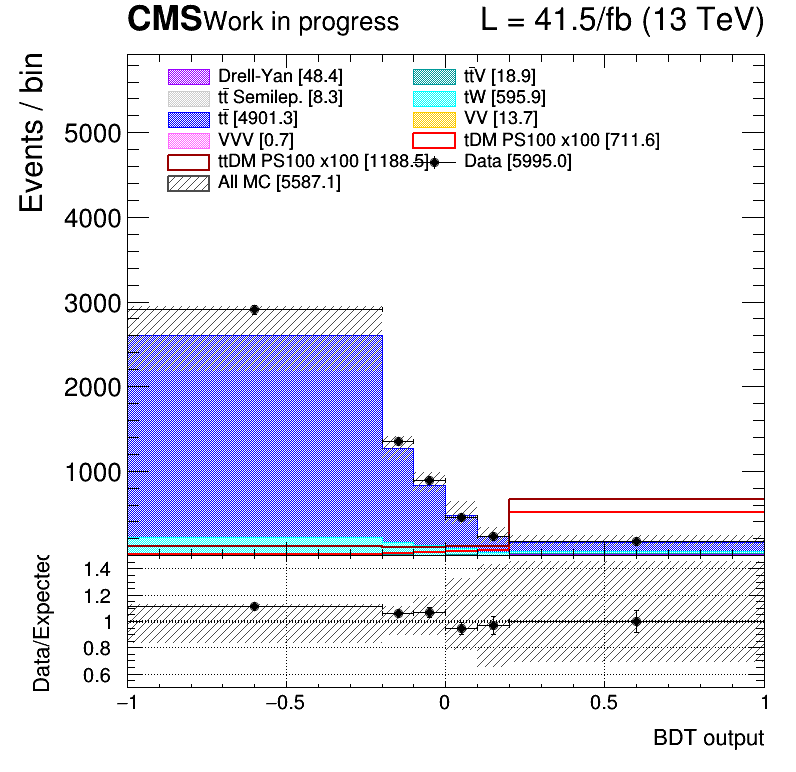 CMS Work in progress L = 41.5/fb (13 TeV)
Events / bin
Drell-Yan [48.4] tt̄V [18.9]
tt̄ Semilep. [8.3] tW [595.9]
tt̄ [4901.3] VV [13.7]
VVV [0.7] tDM PS100 x100 [711.6]
ttDM PS100 x100 [1188.5] Data [5995.0]
All MC [5587.1]
5000
4000
3000
2000
1000
Data/Expected
1.4
1.2
1
0.8
0.6
−1 −0.5 0 0.5 1
BDT output